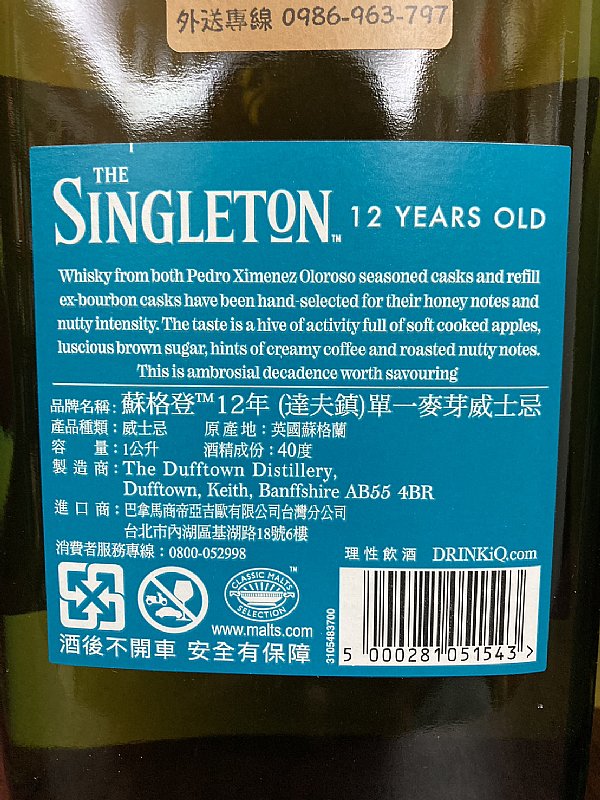 外送專線 0986-963-797
THE
SINGLETON™ 12 YEARS OLD
Whisky from both Pedro Ximenez Oloroso seasoned casks and refill
ex-bourbon casks have been hand-selected for their honey notes and
nutty intensity. The taste is a hive of activity full of soft cooked apples,
luscious brown sugar, hints of creamy coffee and roasted nutty notes.
This is ambrosial decadence worth savouring
品牌名稱：蘇格登™12年 (達夫鎮)單一麥芽威士忌
產品種類：威士忌 原產地：英國蘇格蘭
容量：1公升 酒精成份：40度
製造商：The Dufftown Distillery,
Dufftown, Keith, Banffshire AB55 4BR
進口商：巴拿馬商帝亞吉歐有限公司台灣分公司
台北市內湖區基湖路18號6樓
消費者服務專線：0800-052998 理性飲酒 DRINKiQ.com
CLASSIC MALTS
SELECTION™
www.malts.com
酒後不開車 安全有保障
3105483700
5 000281 051543 >